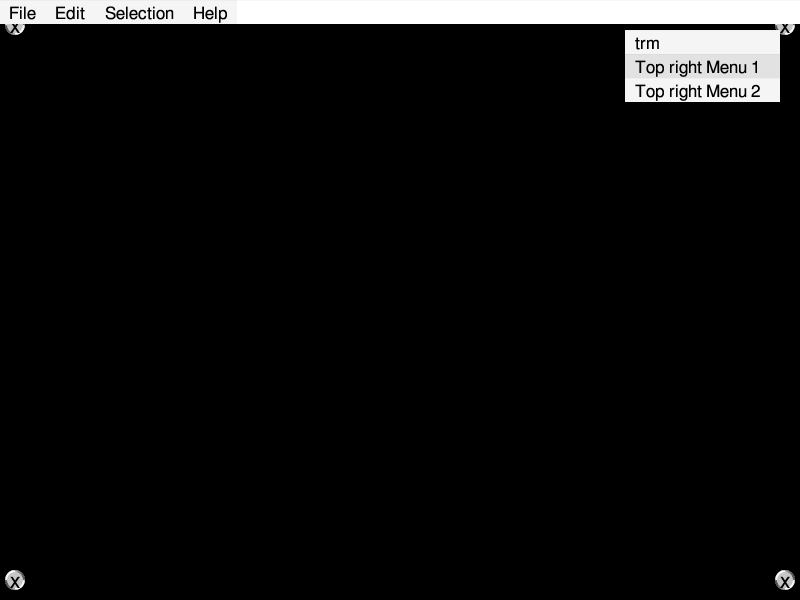 File Edit Selection Help
X X
trm
Top right Menu 1
Top right Menu 2
X X